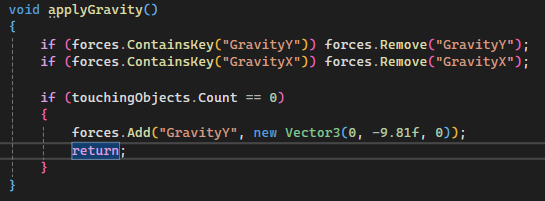 void applyGravity()
{
if (forces.ContainsKey("GravityY")) forces.Remove("GravityY");
if (forces.ContainsKey("GravityX")) forces.Remove("GravityX");
if (touchingObjects.Count == 0)
{
forces.Add("GravityY", new Vector3(0, -9.81f, 0));
return;
}
}